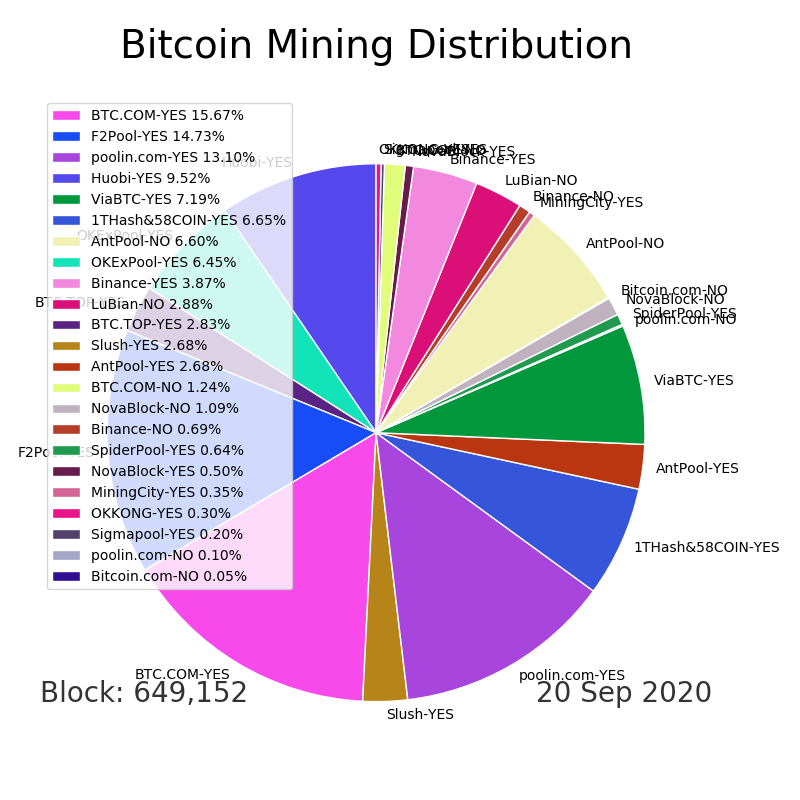 Bitcoin Mining Distribution
BTC.COM-YES 15.67%
F2Pool-YES 14.73%
poolin.com-YES 13.10%
Huobi-YES 9.52%
ViaBTC-YES 7.19%
1THash&58COIN-YES 6.65%
AntPool-NO 6.60%
OKExPool-YES 6.45%
Binance-YES 3.87%
LuBian-NO 2.88%
BTC.TOP-YES 2.83%
Slush-YES 2.68%
AntPool-YES 2.68%
BTC.COM-NO 1.24%
NovaBlock-NO 1.09%
Binance-NO 0.69%
SpiderPool-YES 0.64%
NovaBlock-YES 0.50%
MiningCity-YES 0.35%
OKKONG-YES 0.30%
Sigmapool-YES 0.20%
poolin.com-NO 0.10%
Bitcoin.com-NO 0.05%
Huobi-YES
OKExPool-YES
Binance-YES
LuBian-NO
Binance-NO
MiningCity-YES
AntPool-NO
Bitcoin.com-NO
NovaBlock-NO
SpiderPool-YES
poolin.com-NO
ViaBTC-YES
AntPool-YES
1THash&58COIN-YES
poolin.com-YES
Slush-YES
BTC.COM-YES
Block: 649,152
20 Sep 2020